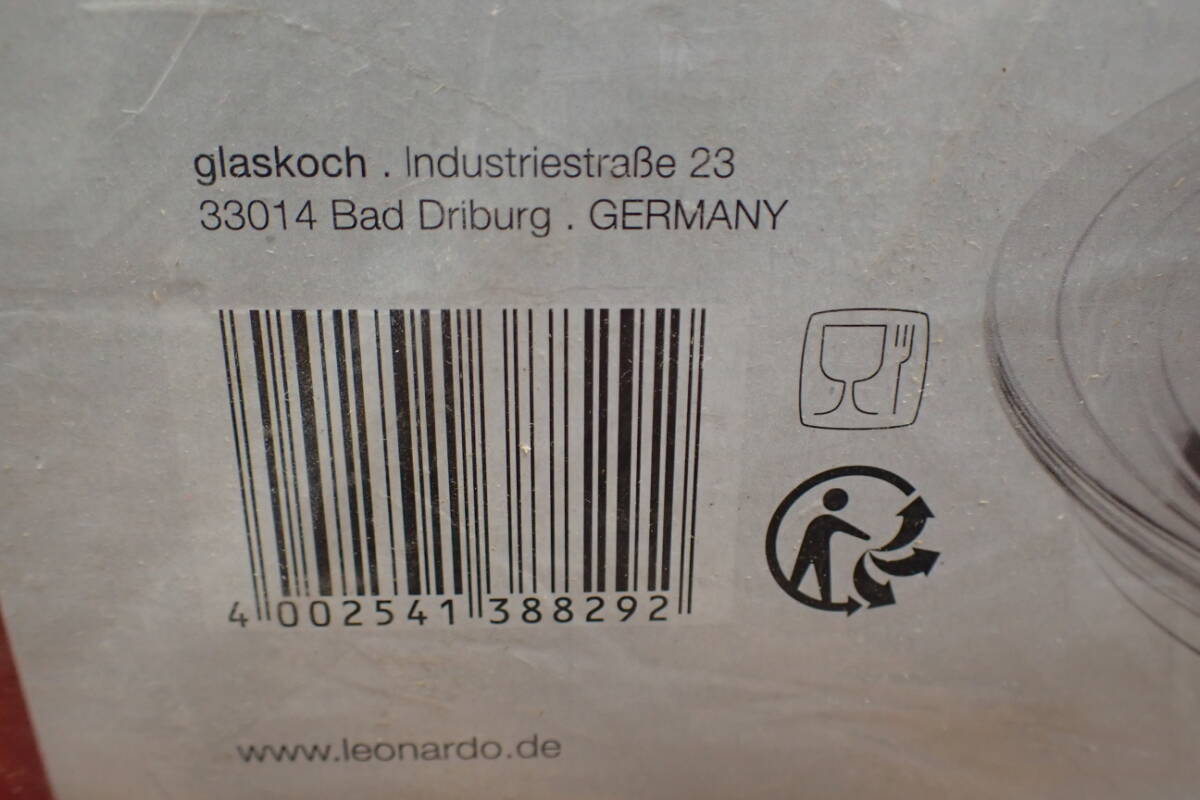 glaskoch . Industriestraße 23
33014 Bad Driburg . GERMANY
4 002541 388292
www.leonardo.de